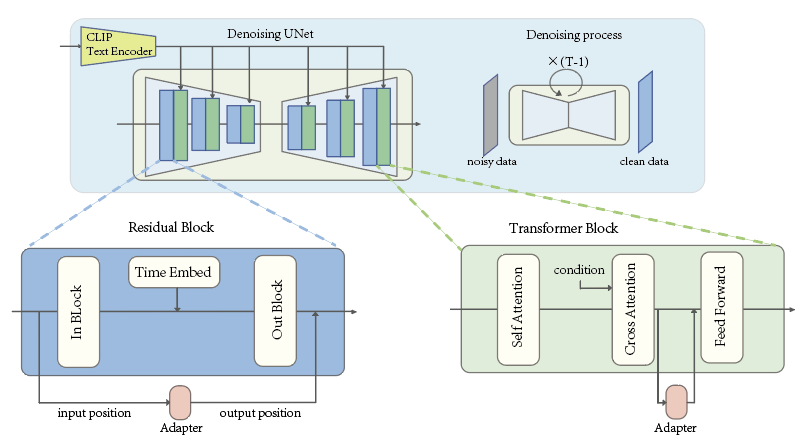 CLIP
Text Encoder
Denoising UNet
Denoising process
×(T-1)
noisy data
clean data
Residual Block
Transformer Block
In BLock
Time Embed
Out Block
Self Attention
condition
Cross Attention
Feed Forward
input position
output position
Adapter
Adapter